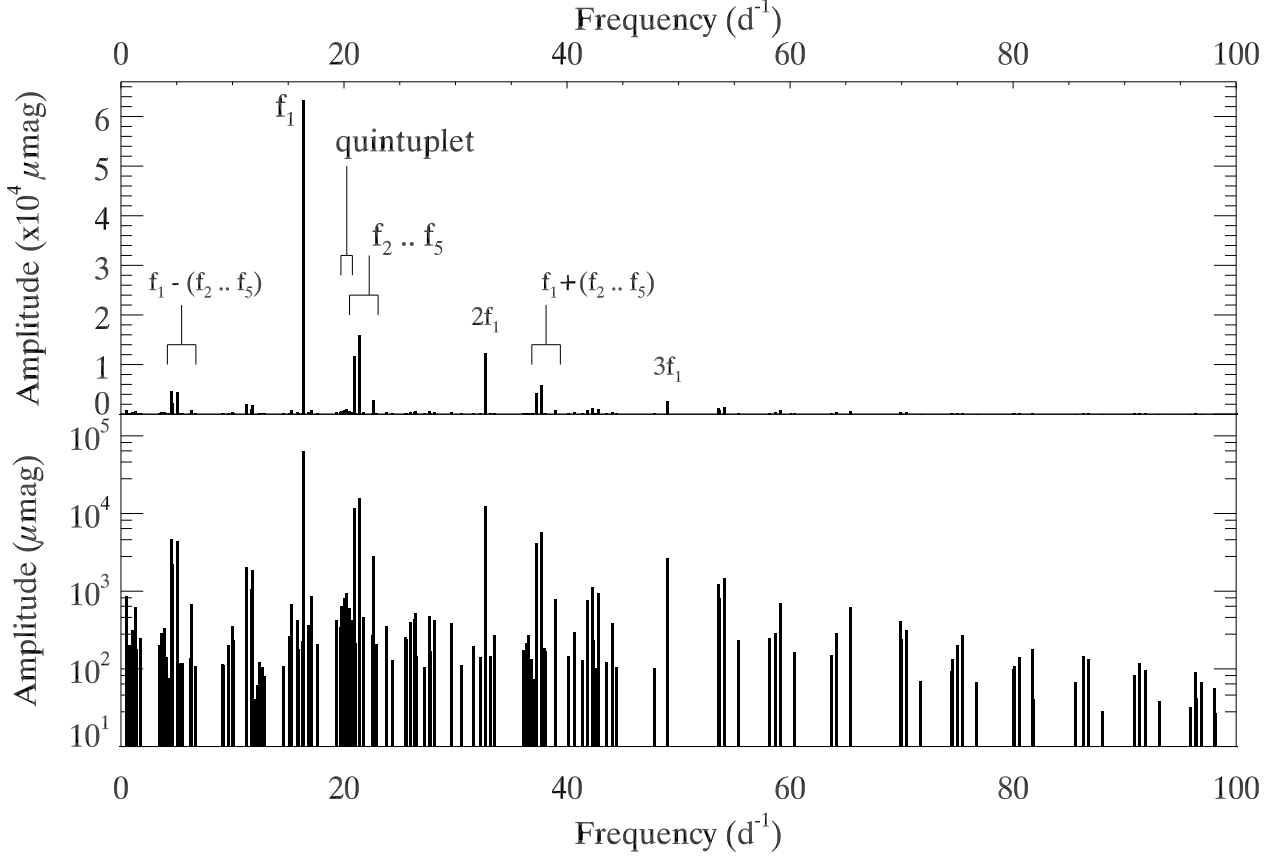 Frequency (d⁻¹)
0 20 40 60 80 100
Amplitude (x10⁴ μmag)
6
5
4
3
2
1
0
f₁
quintuplet
f₂ .. f₅
f₁ - (f₂ .. f₅)
2f₁
f₁+(f₂ .. f₅)
3f₁
Amplitude (μmag)
10⁵
10⁴
10³
10²
10¹
0 20 40 60 80 100
Frequency (d⁻¹)